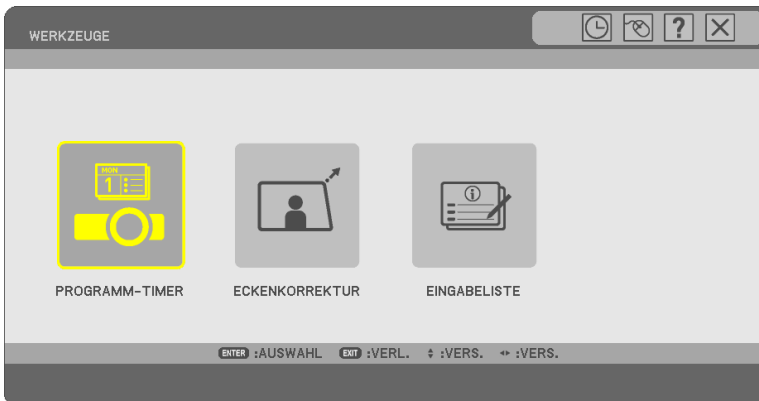 WERKZEUGE
?
MON
1
PROGRAMM-TIMER
ECKENKORREKTUR
EINGABELISTE
ENTER :AUSWAHL EXIT :VERL. :VERS. :VERS.